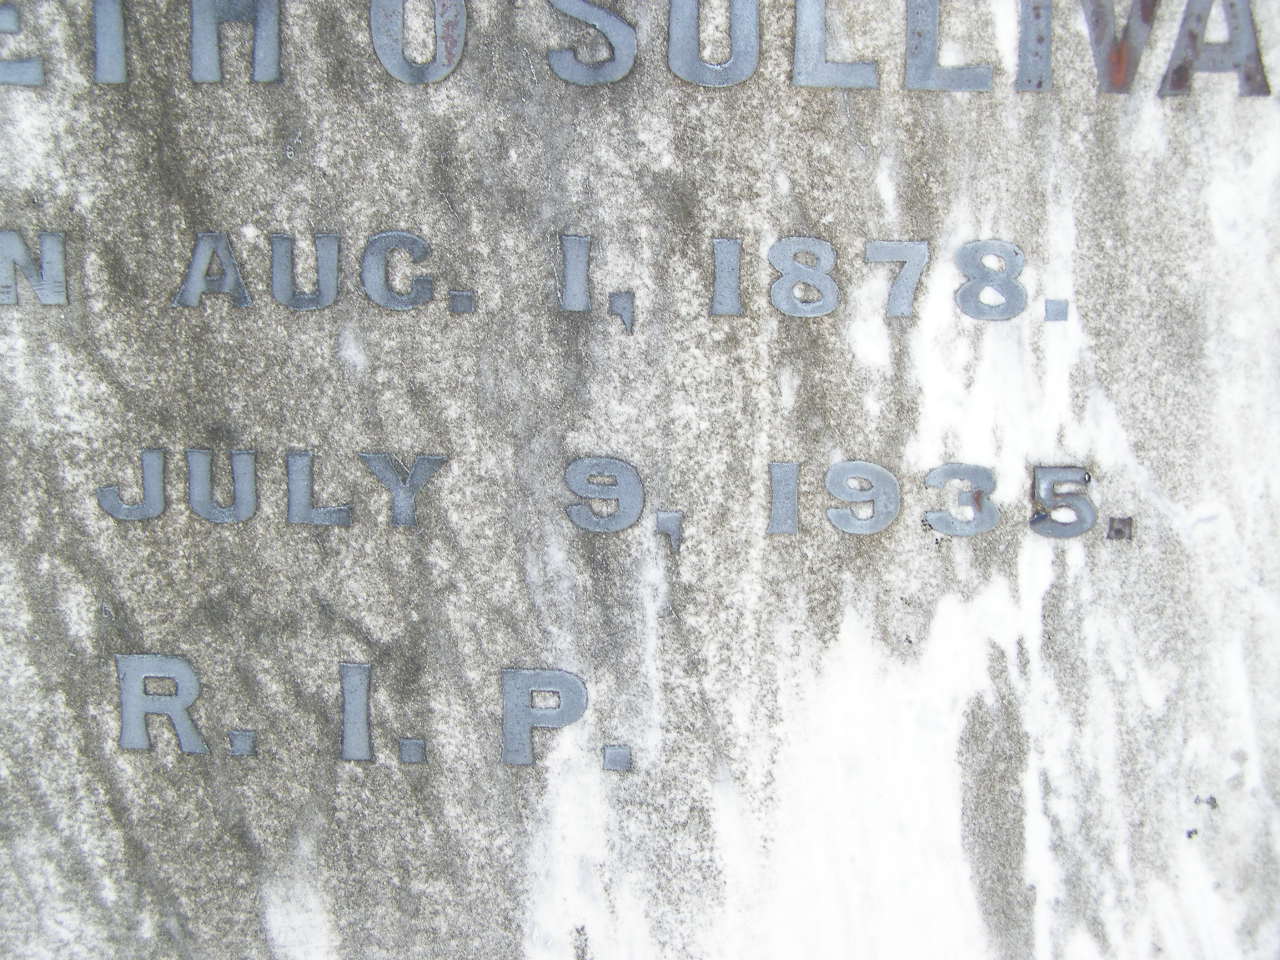 ETH O'SULLIVA
N AUG. 1, 1878.
JULY 9, 1935.
R. I. P.